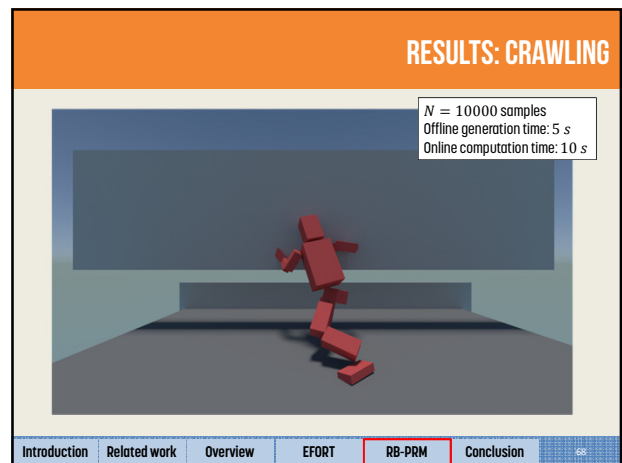 RESULTS: CRAWLING
N = 10000 samples
Offline generation time: 5 s
Online computation time: 10 s
Introduction Related work Overview EFORT RB-PRM Conclusion 68